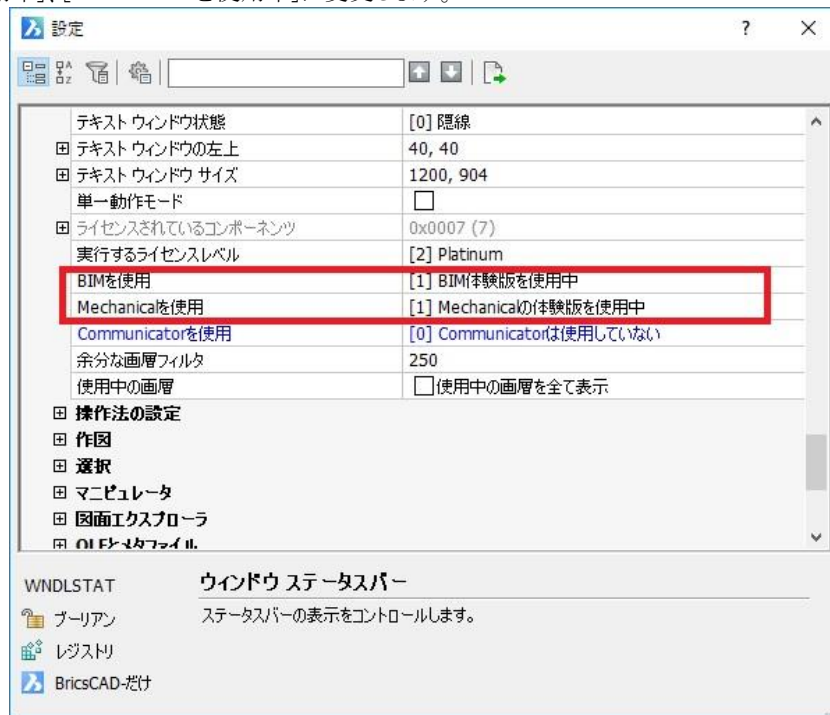 設定 ?
テキスト ウィンドウ状態 [0] 隠線
テキスト ウィンドウの左上 40, 40
テキスト ウィンドウ サイズ 1200, 904
単一動作モード
ライセンスされているコンポーネンツ 0x0007 (7)
実行するライセンスレベル [2] Platinum
BIMを使用 [1] BIM体験版を使用中
Mechanicalを使用 [1] Mechanicalの体験版を使用中
Communicatorを使用 [0] Communicatorは使用していない
余分な画層フィルタ 250
使用中の画層 使用中の画層を全て表示
操作法の設定
作図
選択
マニピュレータ
図面エクスプローラ
OLEとメタファイル
WNDLSTAT ウィンドウ ステータスバー
ブーリアン ステータスバーの表示をコントロールします。
レジストリ
BricsCAD-だけ